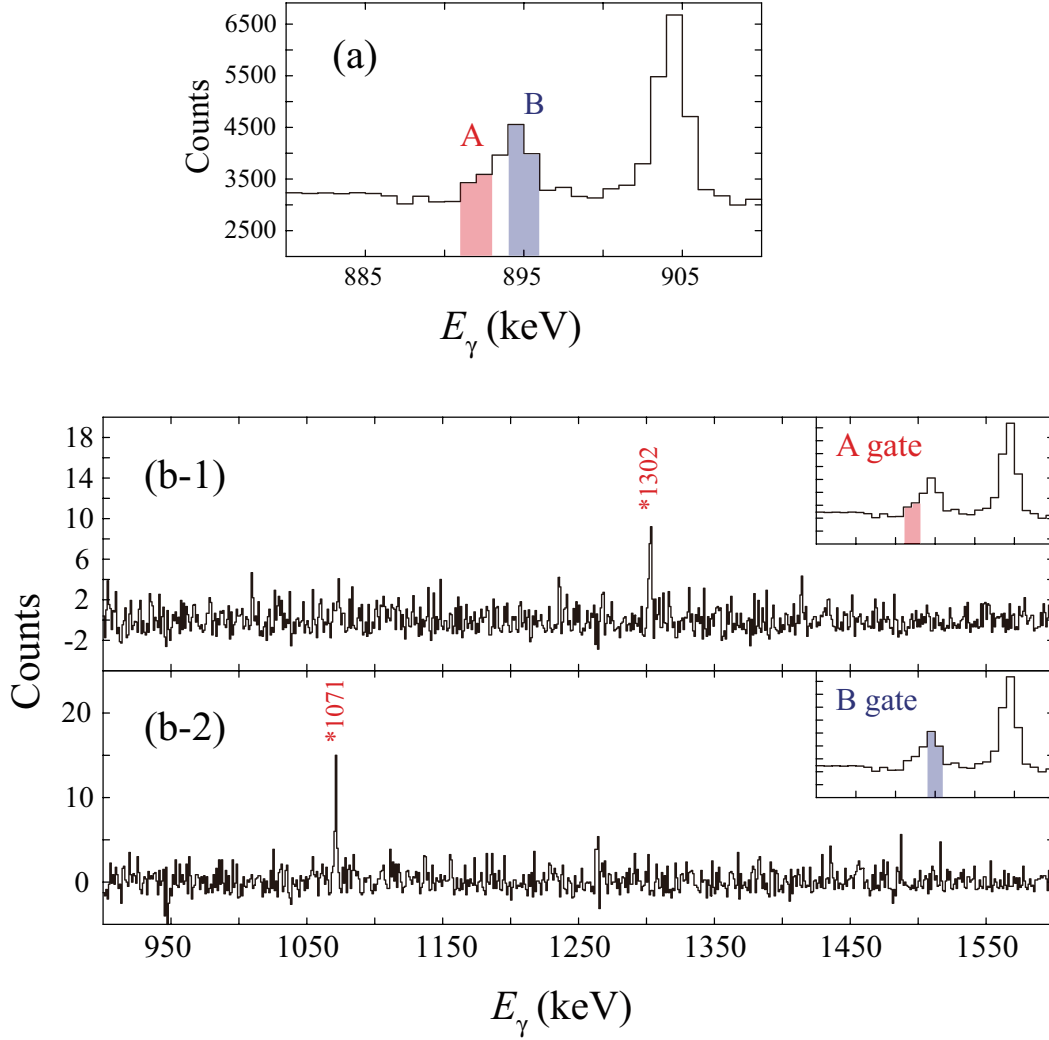 6500
5500
4500
3500
2500
Counts
(a)
A
B
885
895
905
Eγ (keV)
18
14
10
6
2
-2
(b-1)
*1302
A gate
Counts
20
10
0
(b-2)
*1071
B gate
950
1050
1150
1250
1350
1450
1550
Eγ (keV)